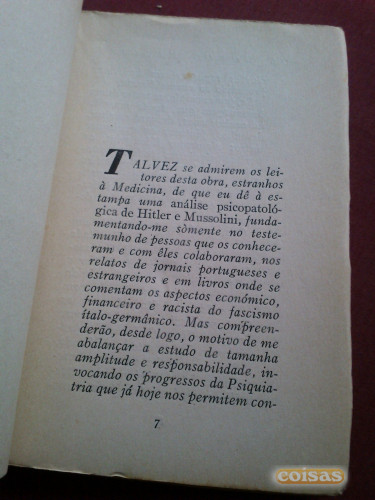 TALVEZ se admirem os lei-
tores desta obra, estranhos
à Medicina, de que eu dê à es-
tampa uma análise psicopatoló-
gica de Hitler e Mussolini, funda-
mentando-me sòmente no teste-
munho de pessoas que os conhece-
ram e com êles colaboraram, nos
relatos de jornais portugueses e
estrangeiros e em livros onde se
comentam os aspectos económico,
financeiro e racista do fascismo
ítalo-germânico. Mas compreen-
derão, desde logo, o motivo de me
abalançar a estudo de tamanha
amplitude e responsabilidade, in-
vocando os progressos da Psiquia-
tria que já hoje nos permitem con-
7
coisas